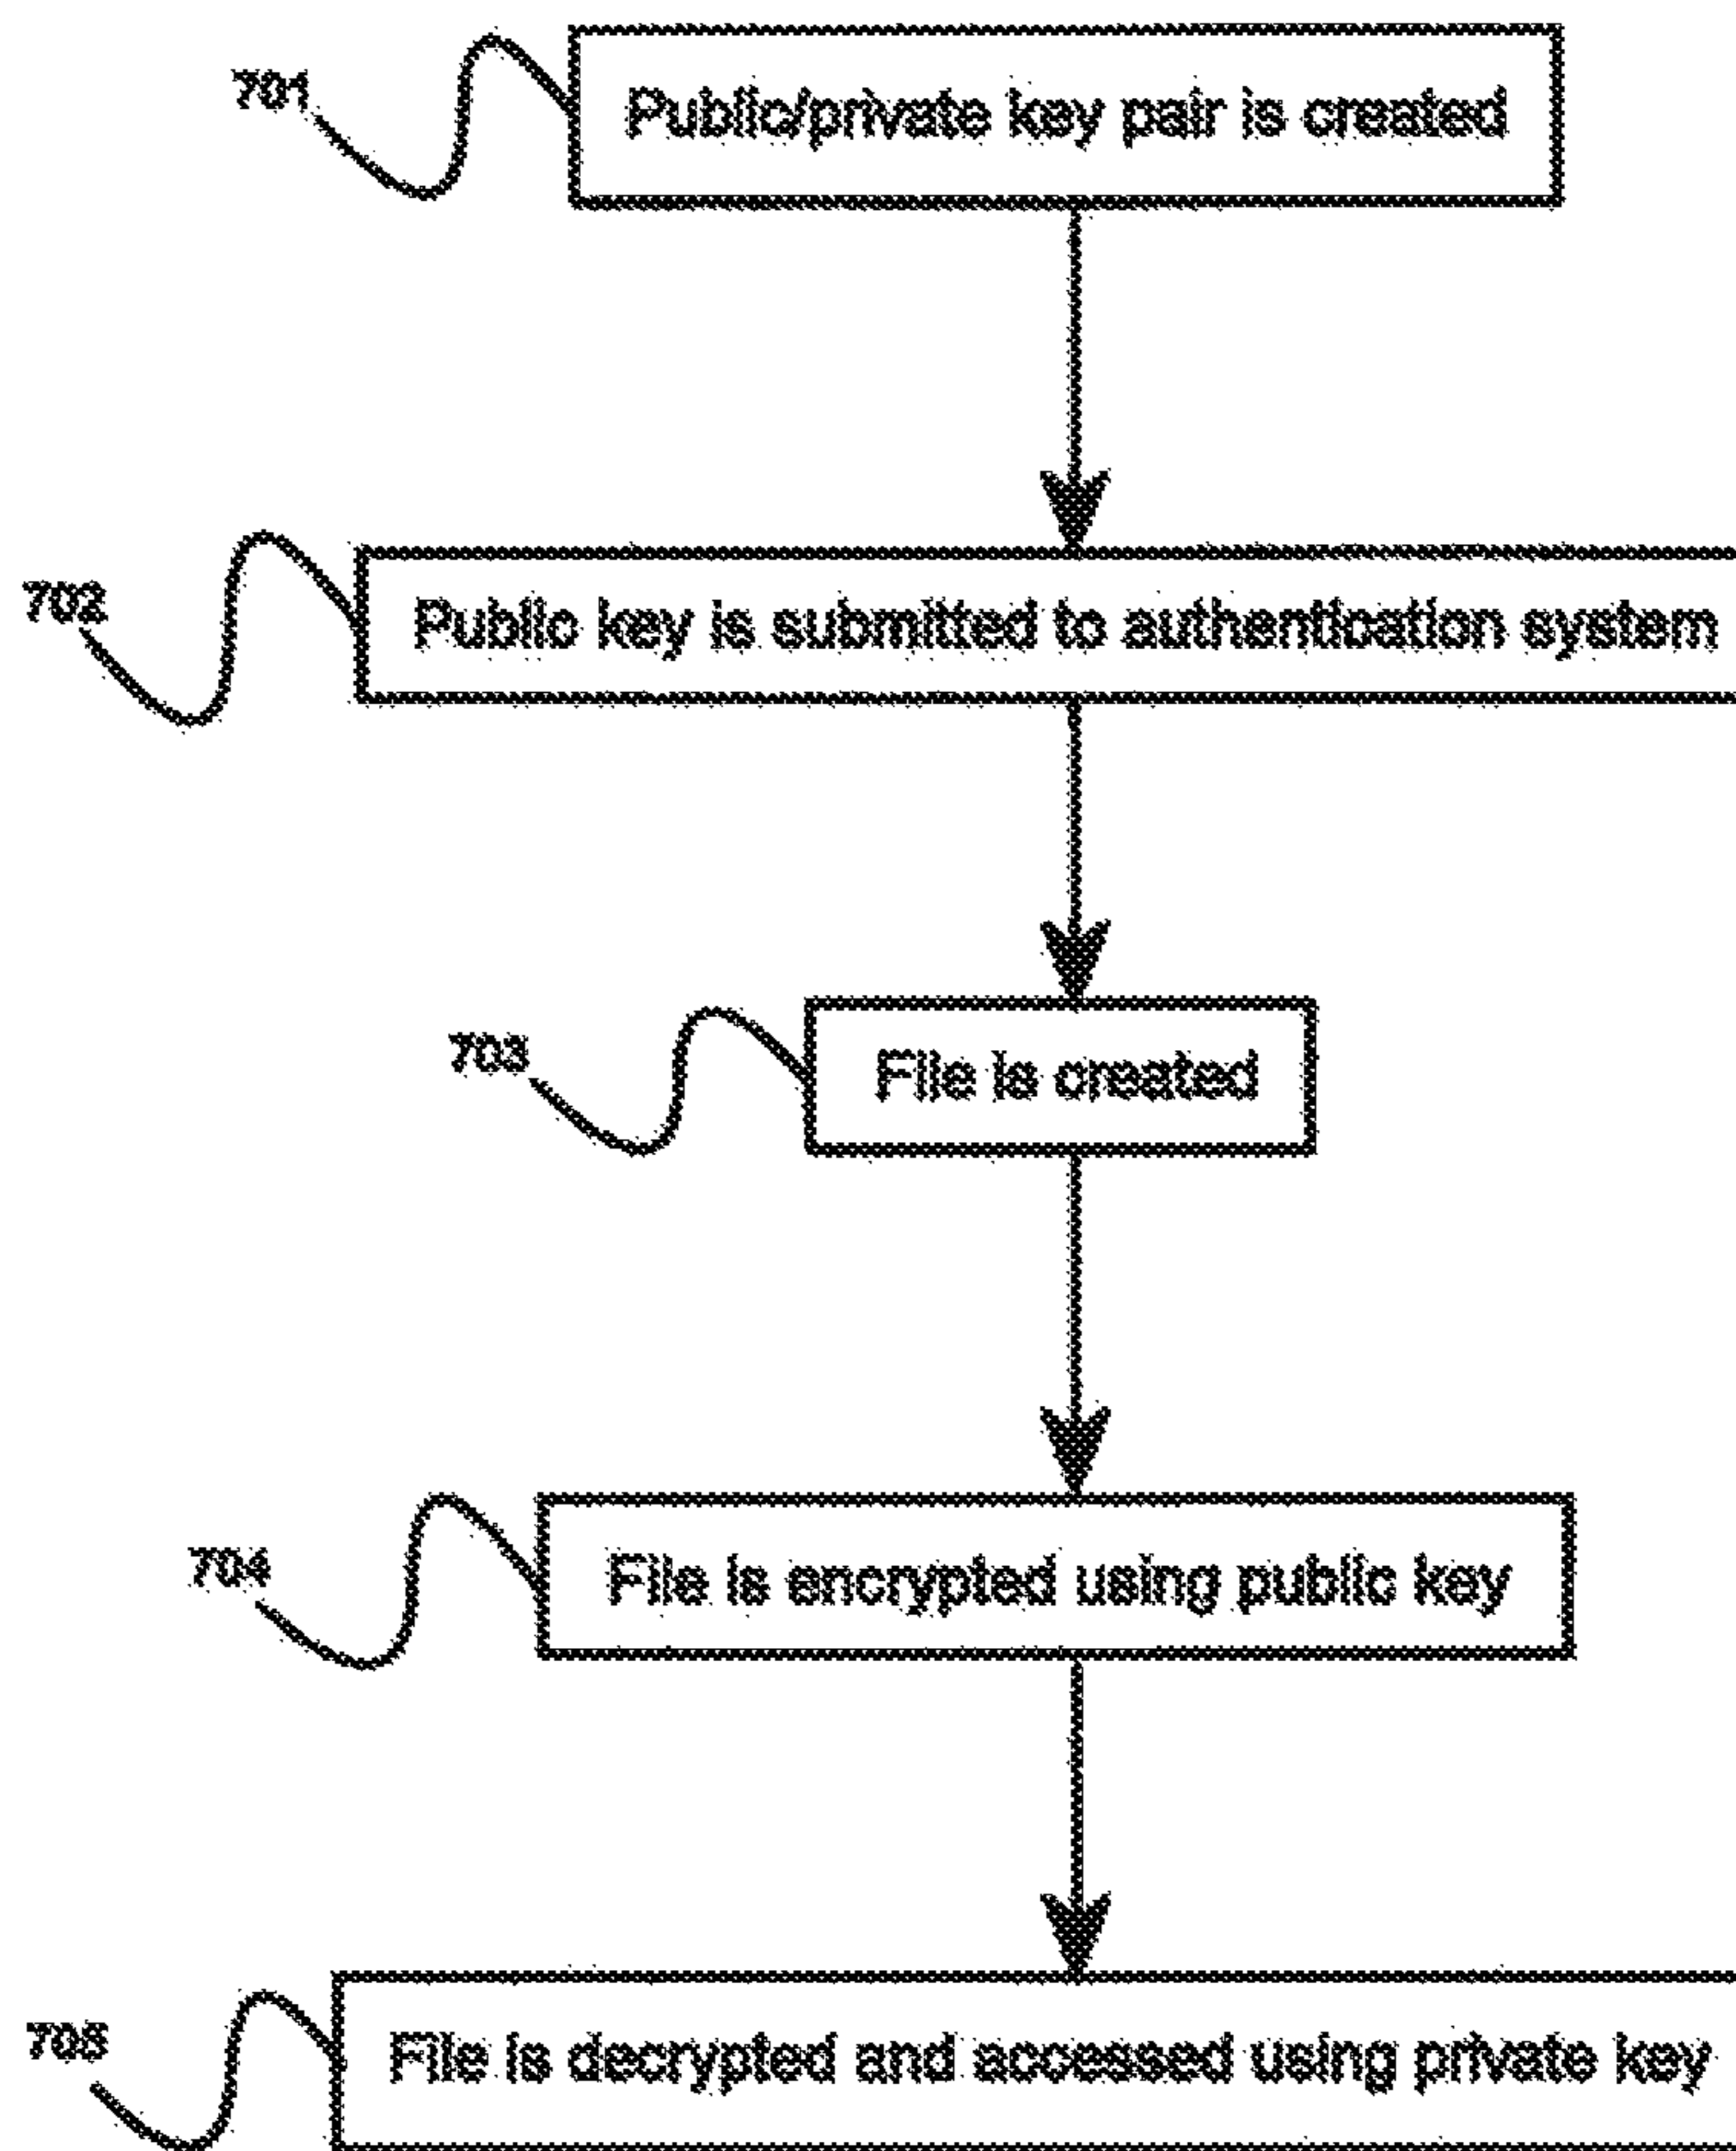 701
Public/private key pair is created
702
Public key is submitted to authentication system
703
File is created
704
File is encrypted using public key
705
File is decrypted and accessed using private key